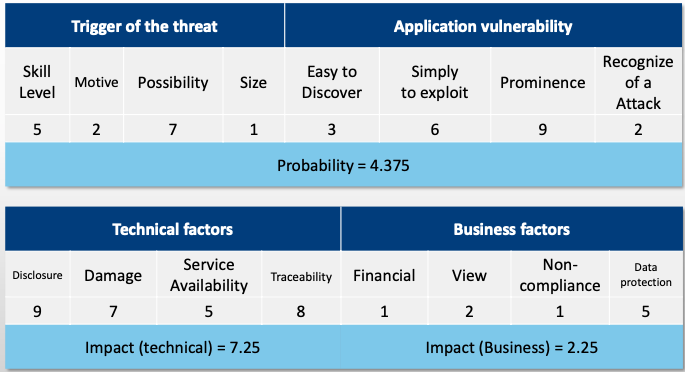 Trigger of the threat Application vulnerability
Skill Level Motive Possibility Size Easy to Discover Simply to exploit Prominence Recognize of a Attack
5 2 7 1 3 6 9 2
Probability = 4.375
Technical factors Business factors
Disclosure Damage Service Availability Traceability Financial View Non-compliance Data protection
9 7 5 8 1 2 1 5
Impact (technical) = 7.25 Impact (Business) = 2.25